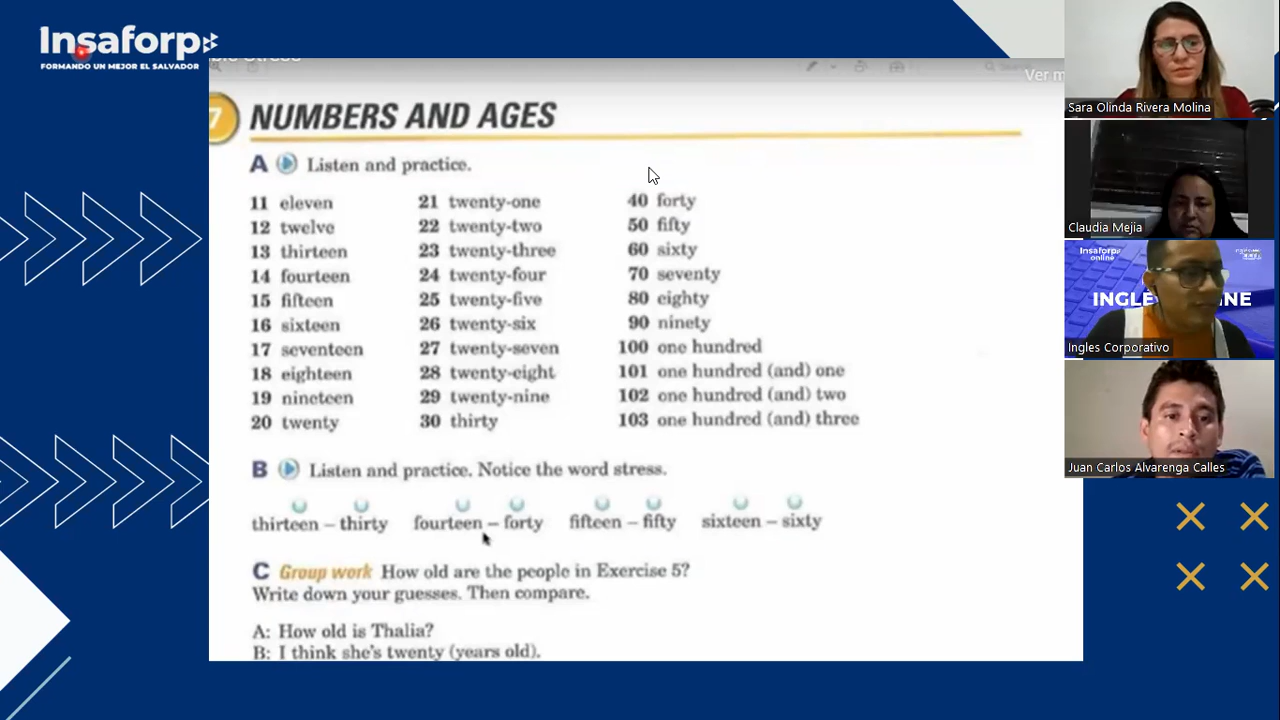 Insaforp
FORMANDO UN MEJOR EL SALVADOR
Ver m
7 NUMBERS AND AGES
A Listen and practice.
11 eleven 21 twenty-one 40 forty
12 twelve 22 twenty-two 50 fifty
13 thirteen 23 twenty-three 60 sixty
14 fourteen 24 twenty-four 70 seventy
15 fifteen 25 twenty-five 80 eighty
16 sixteen 26 twenty-six 90 ninety
17 seventeen 27 twenty-seven 100 one hundred
18 eighteen 28 twenty-eight 101 one hundred (and) one
19 nineteen 29 twenty-nine 102 one hundred (and) two
20 twenty 30 thirty 103 one hundred (and) three
B Listen and practice. Notice the word stress.
thirteen – thirty fourteen – forty fifteen – fifty sixteen – sixty
C Group work How old are the people in Exercise 5?
Write down your guesses. Then compare.
A: How old is Thalia?
B: I think she's twenty (years old).
Sara Olinda Rivera Molina
Claudia Mejia
Insaforp
online
INGLE NE
Ingles Corporativo
Juan Carlos Alvarenga Calles